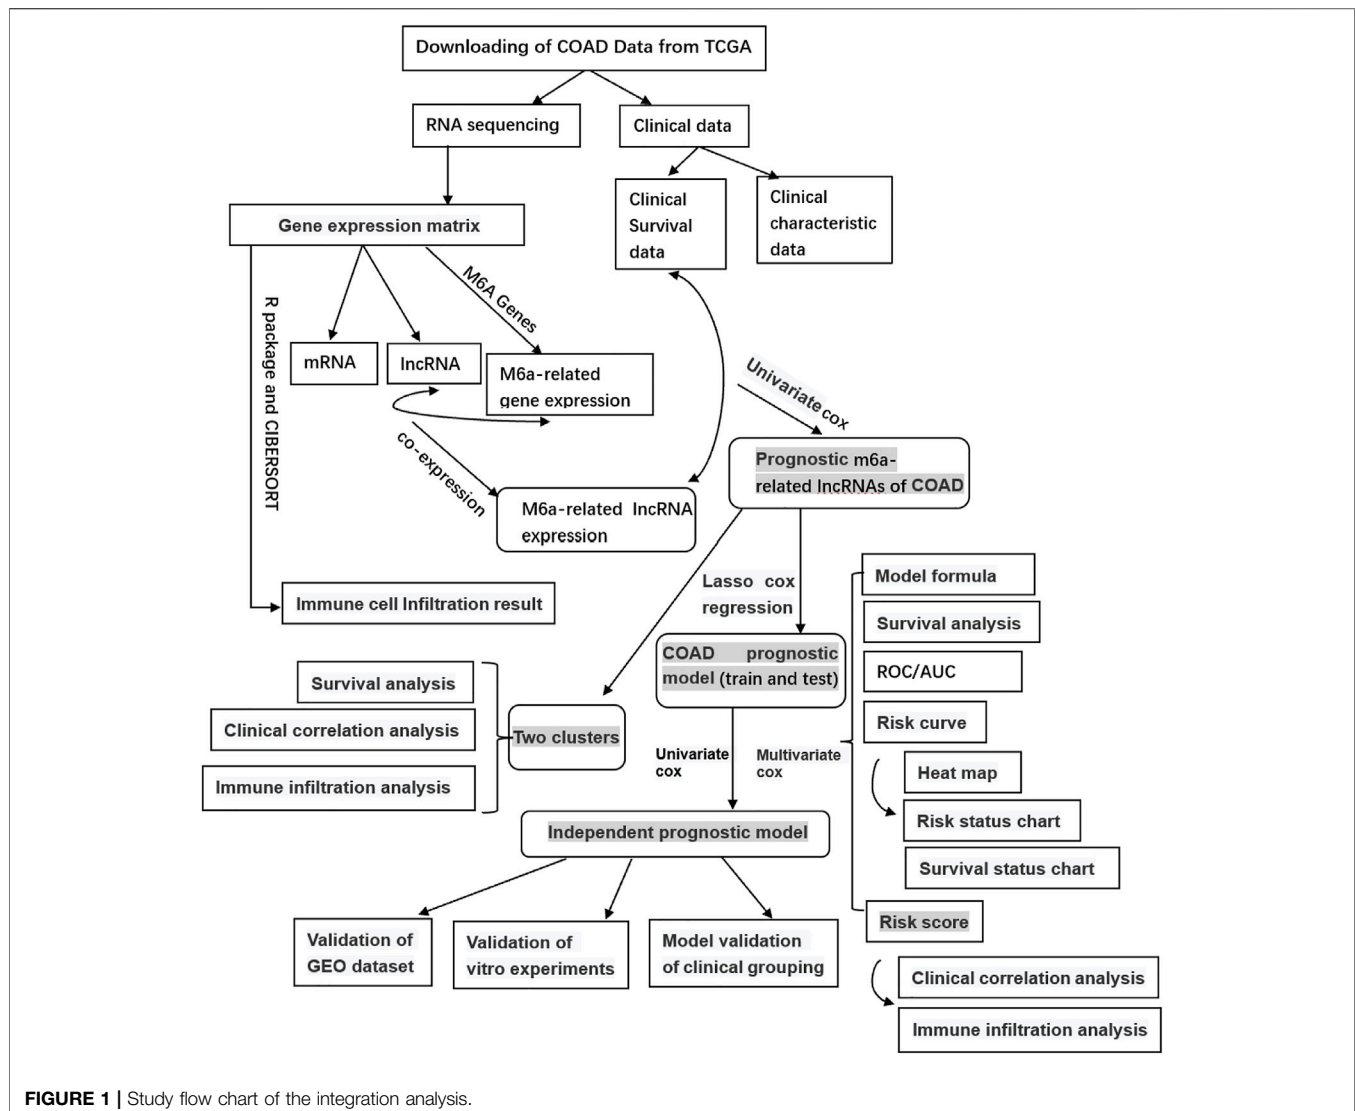 Downloading of COAD Data from TCGA
RNA sequencing
Clinical data
Clinical
Survival
data
Clinical
characteristic
data
Gene expression matrix
R package and CIBERSORT
M6A Genes
mRNA
lncRNA
M6a-related
gene expression
co-expression
M6a-related lncRNA
expression
Univariate cox
Prognostic m6a-
related lncRNAs of COAD
Immune cell Infiltration result
Lasso cox
regression
COAD prognostic
model (train and test)
Survival analysis
Clinical correlation analysis
Immune infiltration analysis
Two clusters
Univariate
cox
Multivariate
cox
Model formula
Survival analysis
ROC/AUC
Risk curve
Heat map
Risk status chart
Survival status chart
Risk score
Clinical correlation analysis
Immune infiltration analysis
Independent prognostic model
Validation of
GEO dataset
Validation of
vitro experiments
Model validation
of clinical grouping
FIGURE 1 | Study flow chart of the integration analysis.